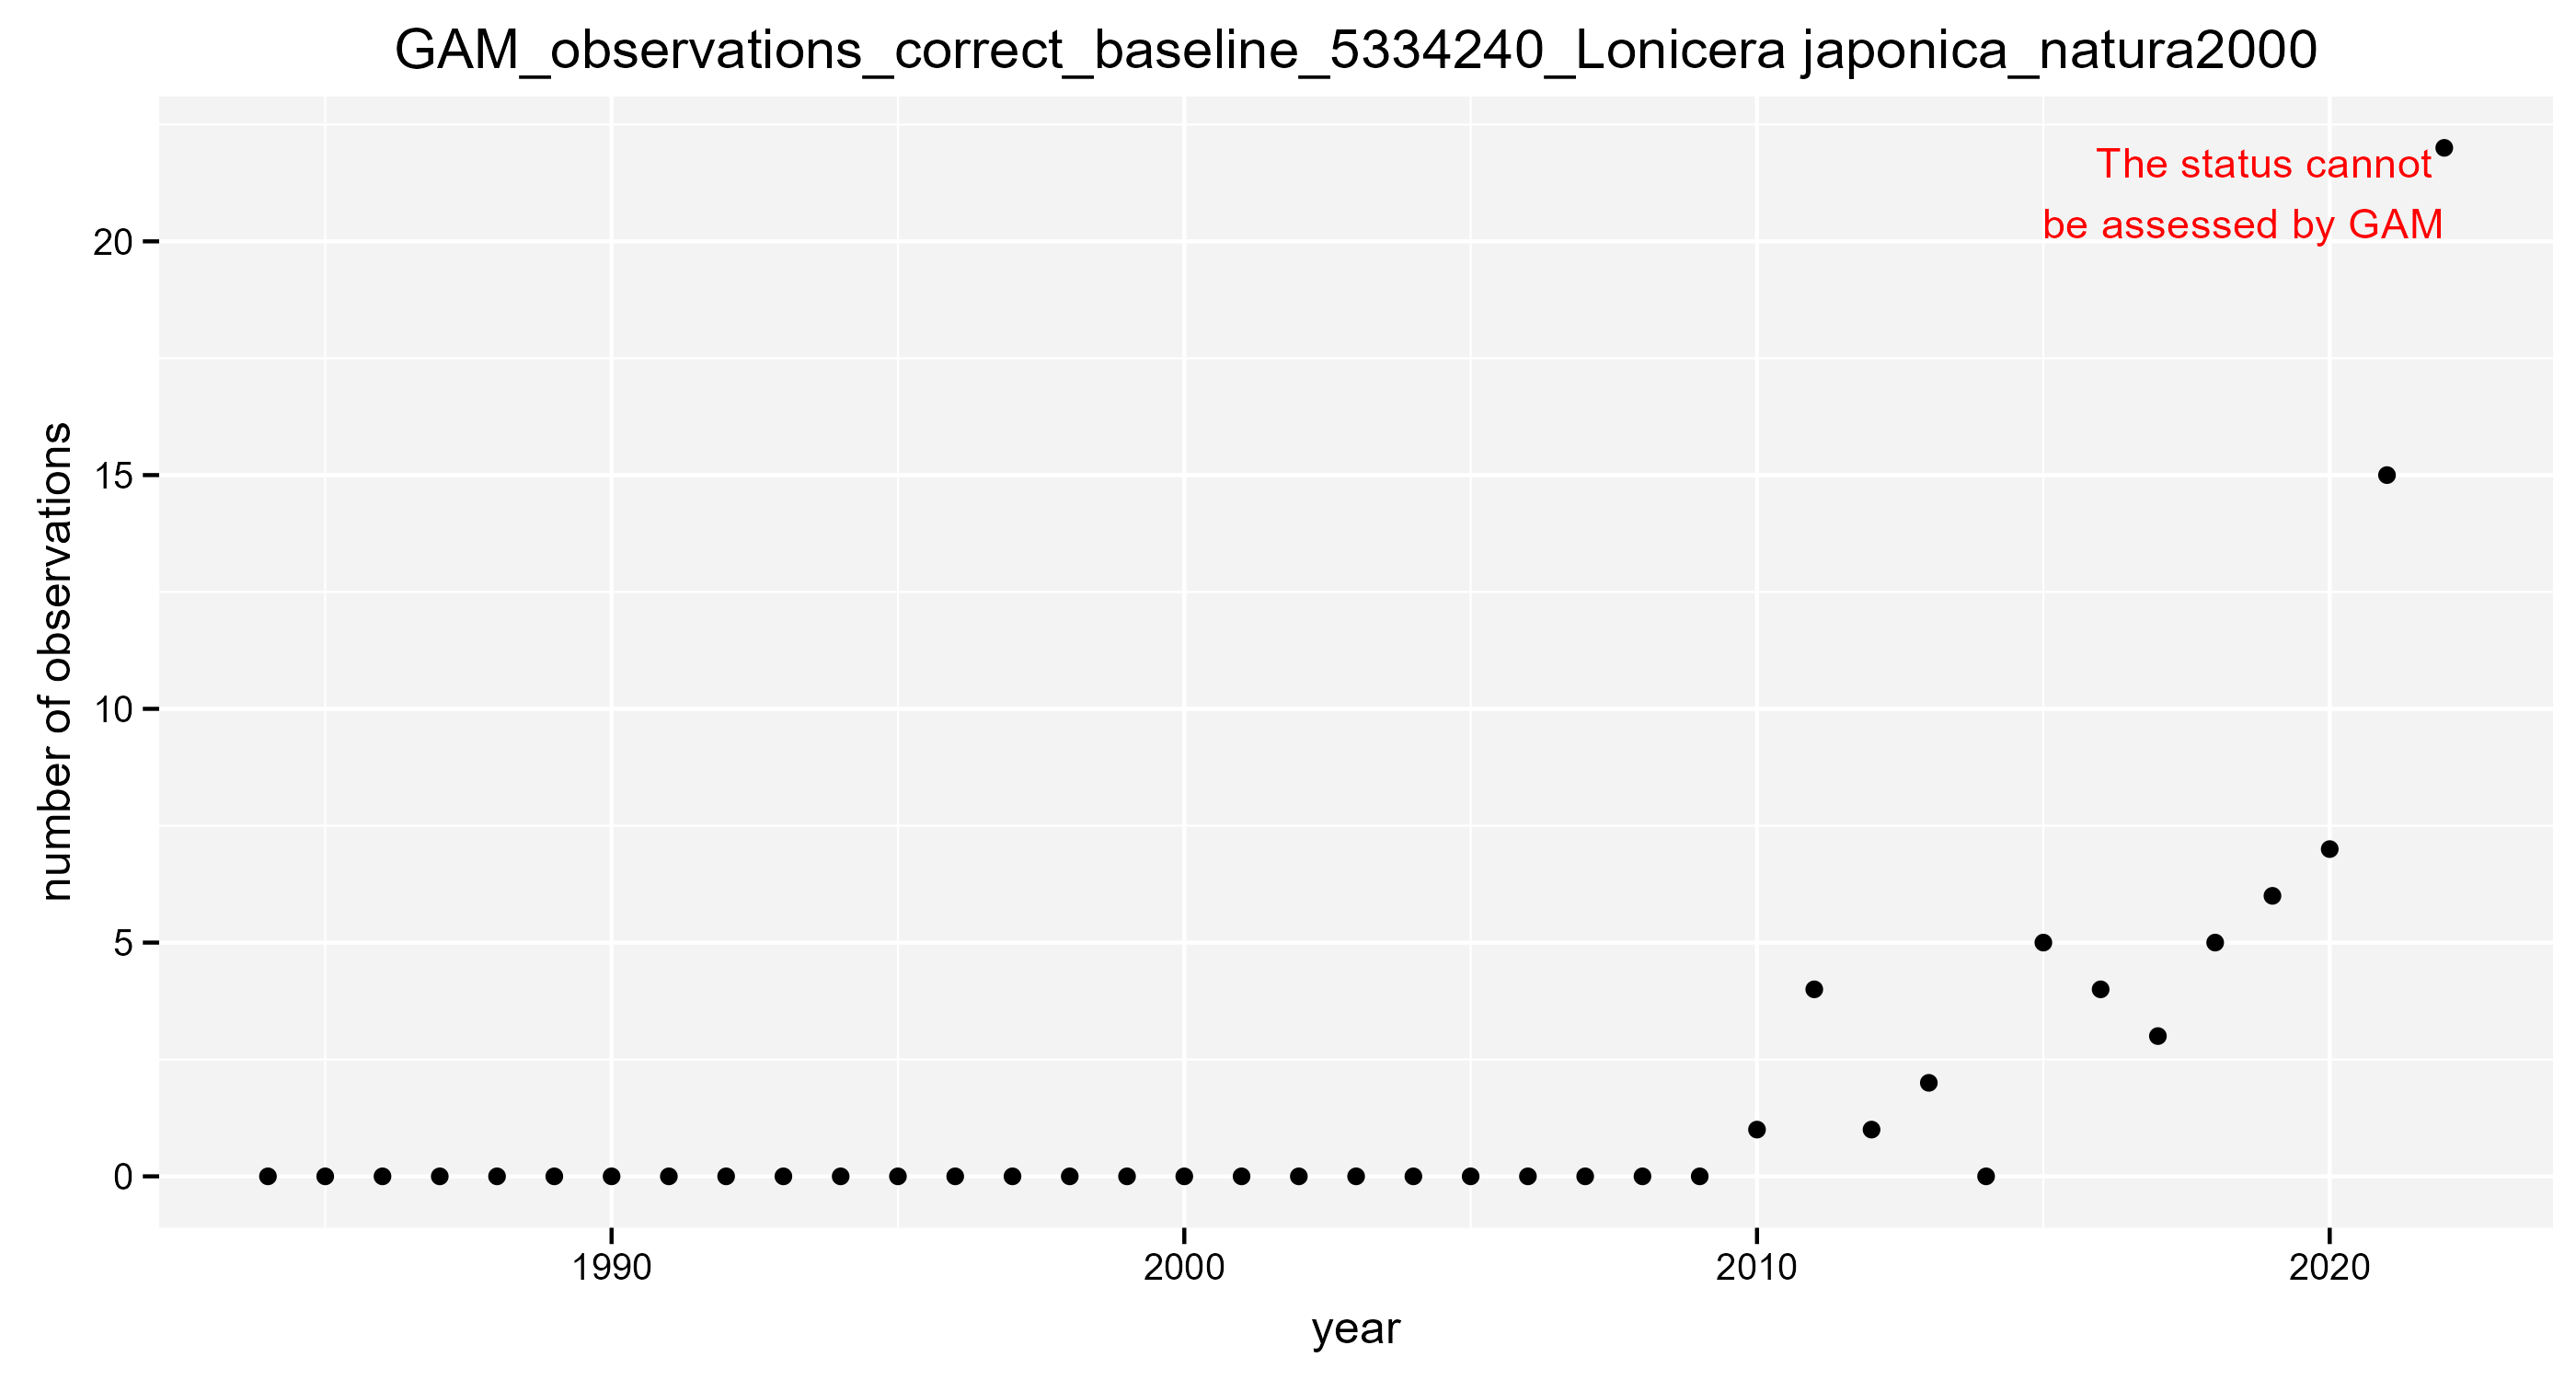 GAM_observations_correct_baseline_5334240_Lonicera japonica_natura2000
The status cannot
be assessed by GAM
number of observations
20
15
10
5
0
1990 2000 2010 2020
year